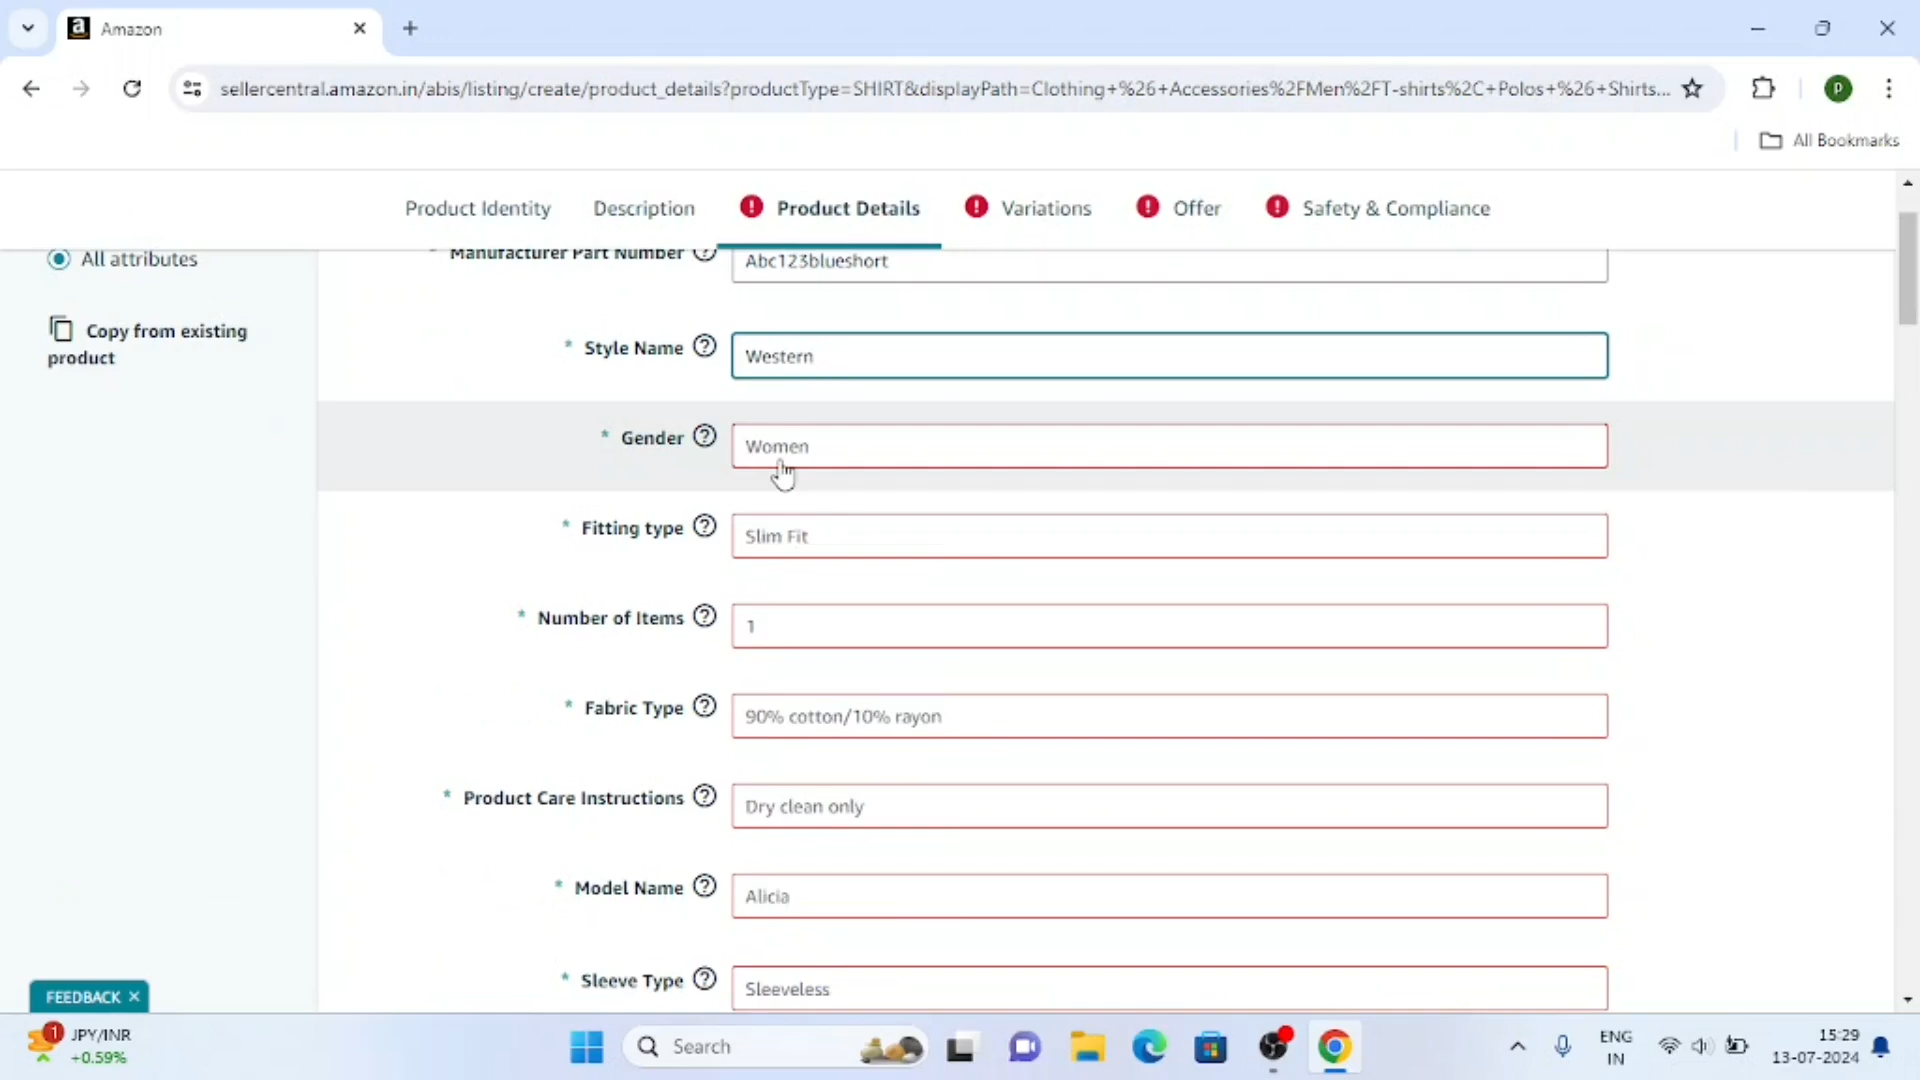 Amazon
sellercentral.amazon.in/abis/listing/create/product_details?productType=SHIRT&displayPath=Clothing+%26+Accessories%2FMen%2FT-shirts%2C+Polos+%26+Shirts...
P
All Bookmarks
Product Identity
Description
Product Details
Variations
Offer
Safety & Compliance
All attributes
Copy from existing
product
* Manufacturer Part Number
Abc123blueshort
* Style Name
Western
* Gender
Women
* Fitting type
Slim Fit
* Number of Items
1
* Fabric Type
90% cotton/10% rayon
* Product Care Instructions
Dry clean only
* Model Name
Alicia
* Sleeve Type
Sleeveless
FEEDBACK ×
1
JPY/INR
+0.59%
Search
ENG
IN
15:29
13-07-2024